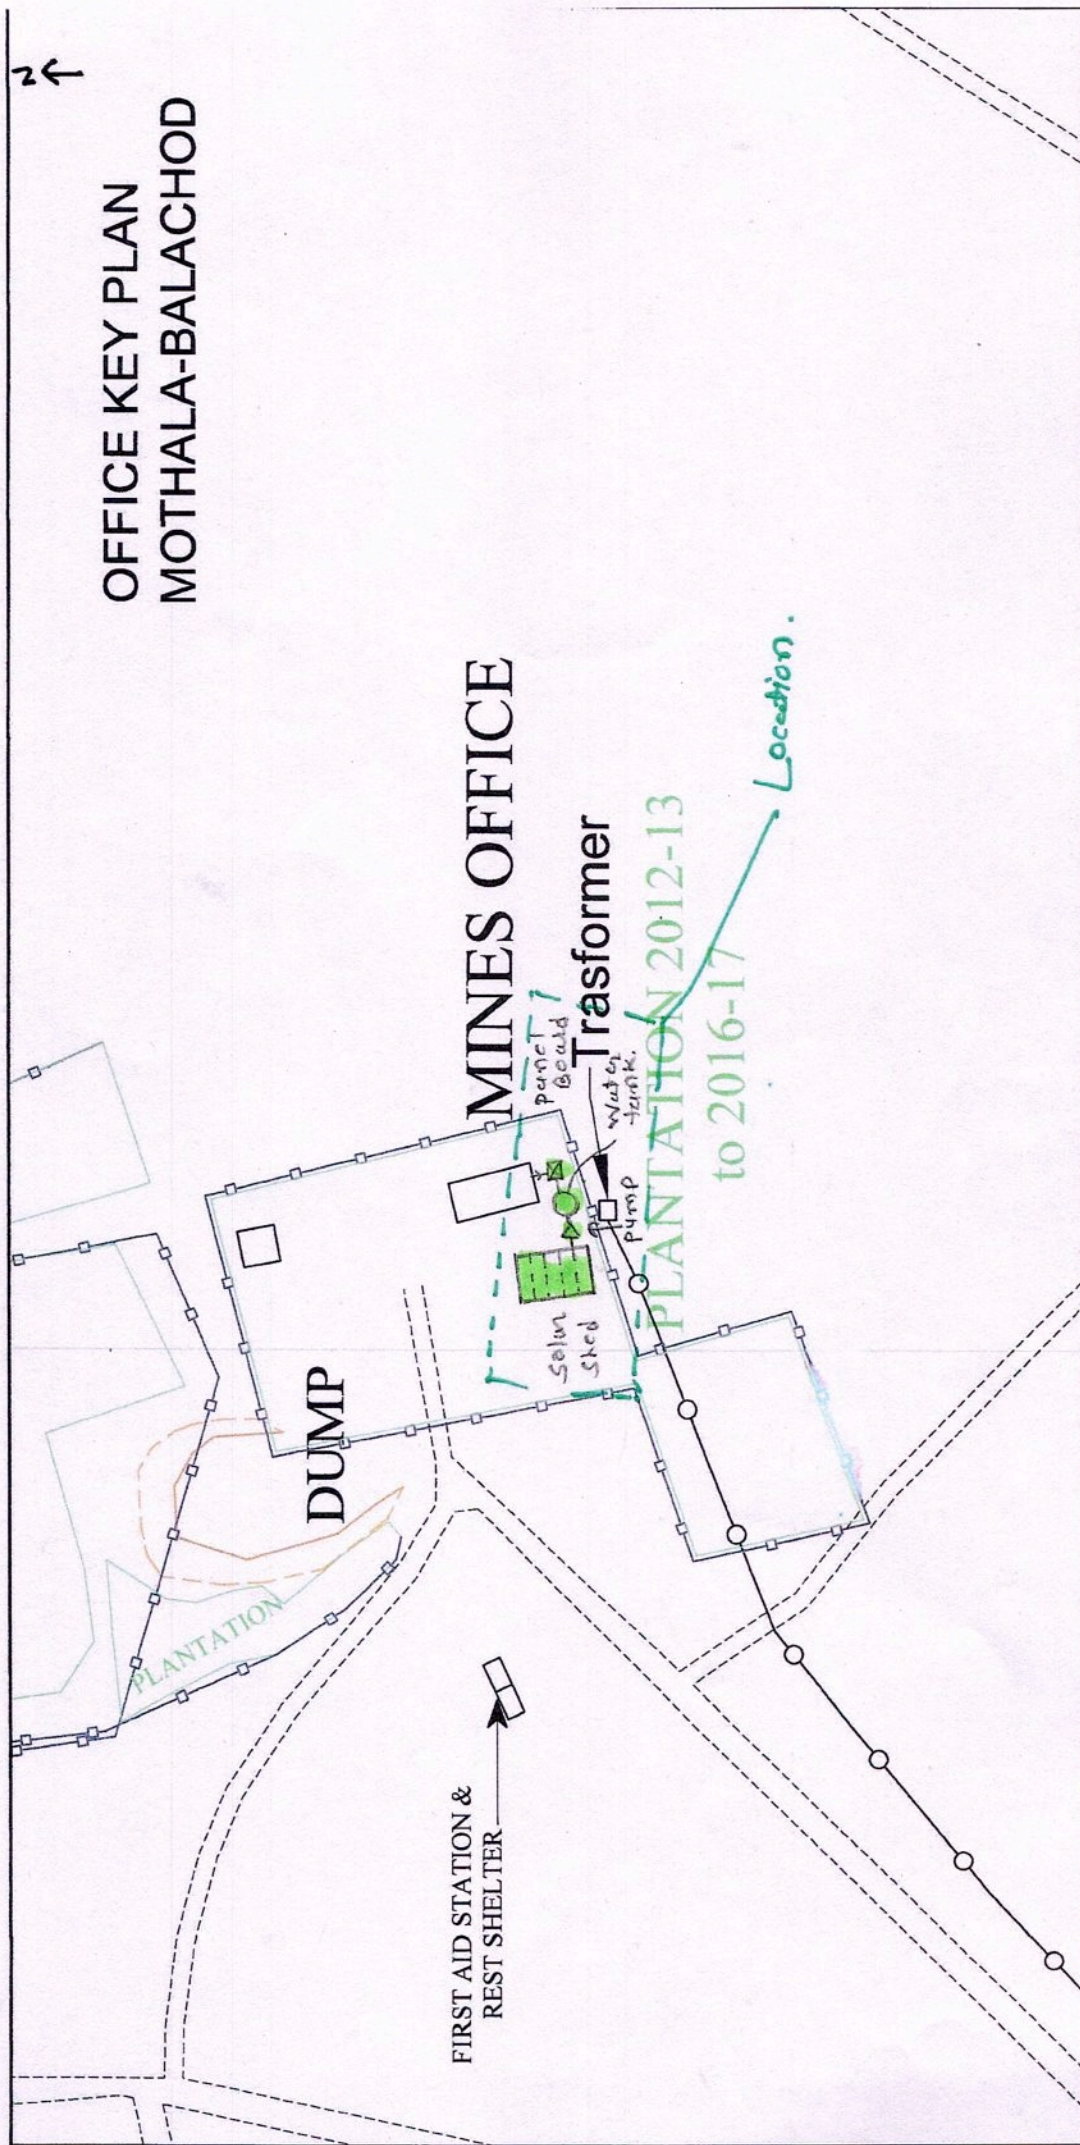 N
OFFICE KEY PLAN
MOTHALA-BALACHOD
MINES OFFICE
Panel
Board
Trasformer
Water
tank.
Pump
PLANTATION 2012-13
to 2016-17
Location.
Solar
Shed
DUMP
PLANTATION
FIRST AID STATION &
REST SHELTER